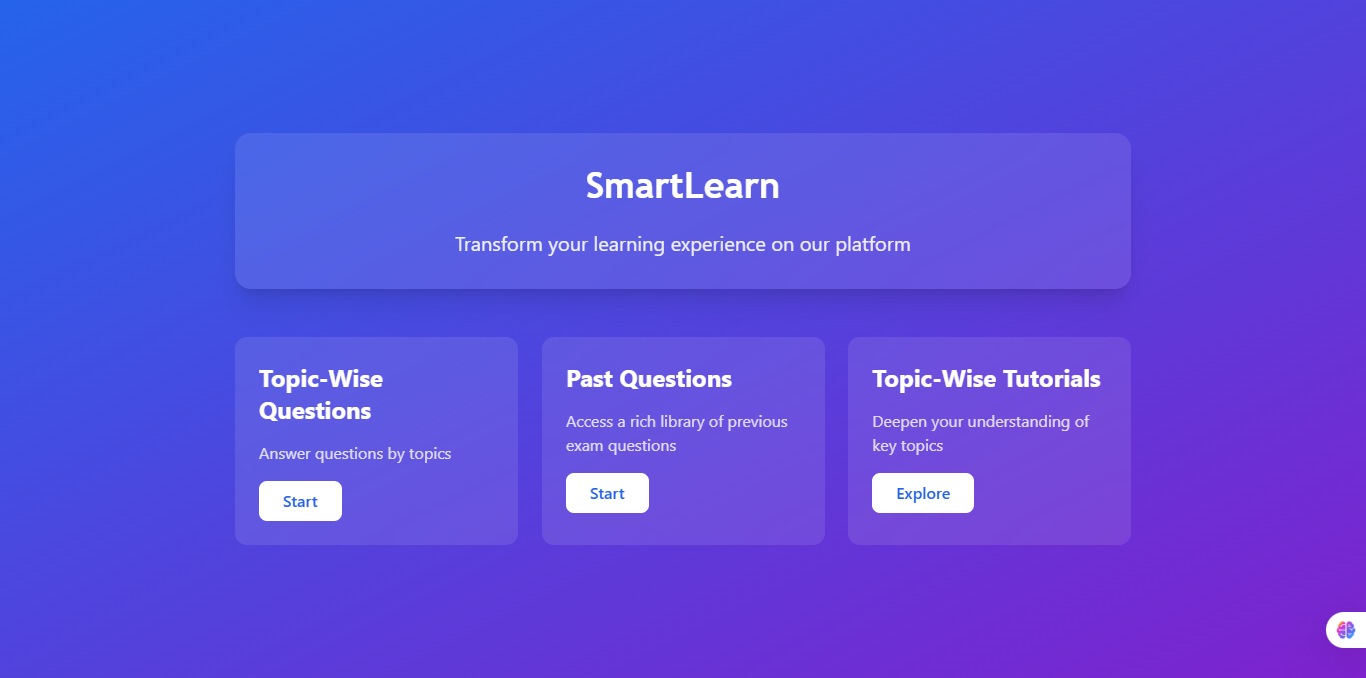 SmartLearn
Transform your learning experience on our platform
Topic-Wise
Questions
Answer questions by topics
Start
Past Questions
Access a rich library of previous
exam questions
Start
Topic-Wise Tutorials
Deepen your understanding of
key topics
Explore